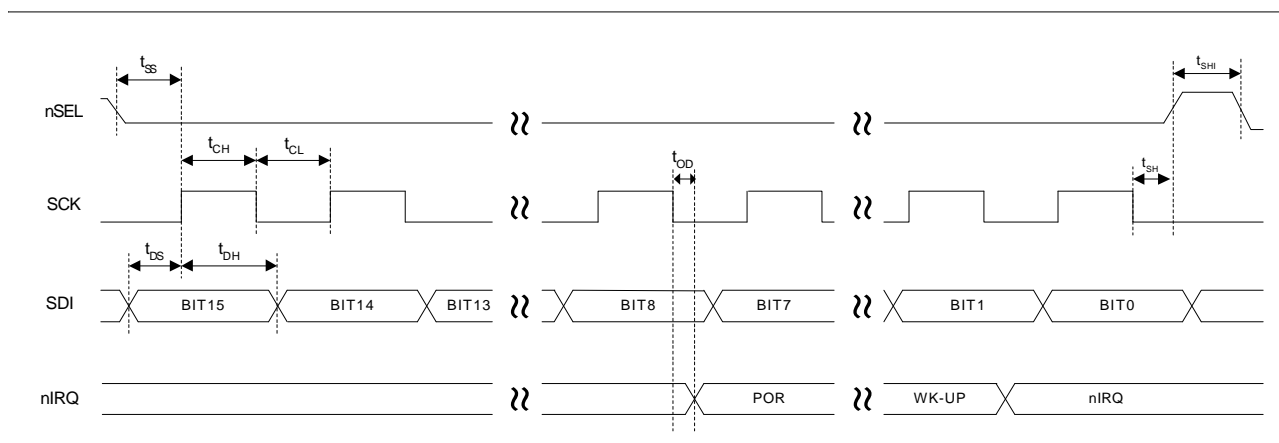 tSS
tSHI
nSEL
tCH
tCL
tOD
tSH
SCK
tDS
tDH
SDI
BIT15
BIT14
BIT13
BIT8
BIT7
BIT1
BIT0
nIRQ
POR
WK-UP
nIRQ